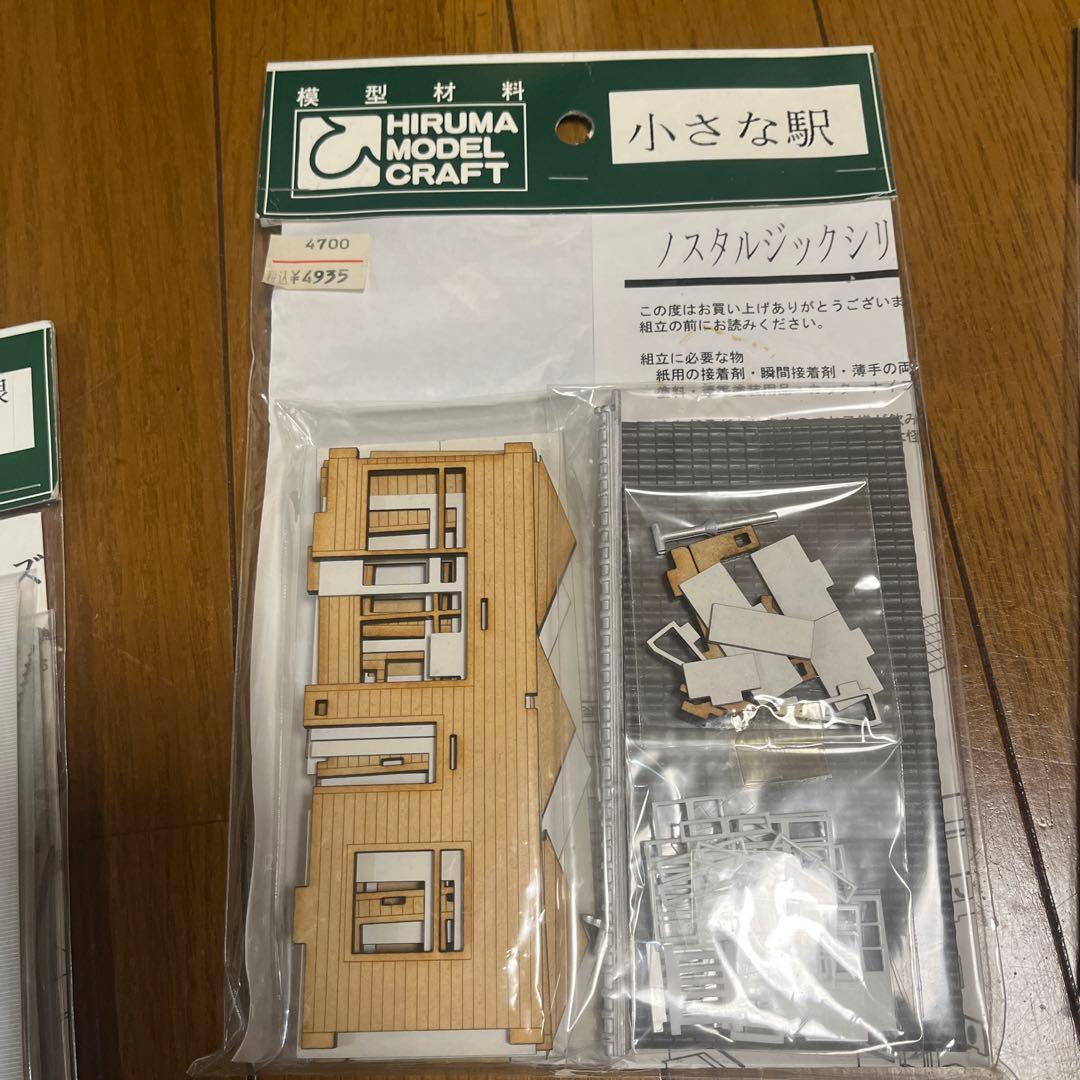 模型材料
HIRUMA
MODEL
CRAFT
小さな駅
4700
税込¥4935
ノスタルジックシリ
この度はお買い上げありがとうございま
組立の前にお読みください。
組立に必要な物
紙用の接着剤・瞬間接着剤・薄手の両
ズ